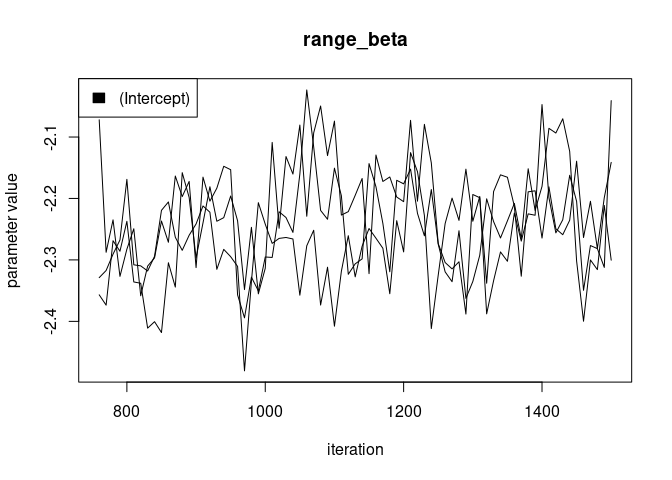 range_beta
(Intercept)
-2.1
-2.2
-2.3
-2.4
parameter value
800 1000 1200 1400
iteration